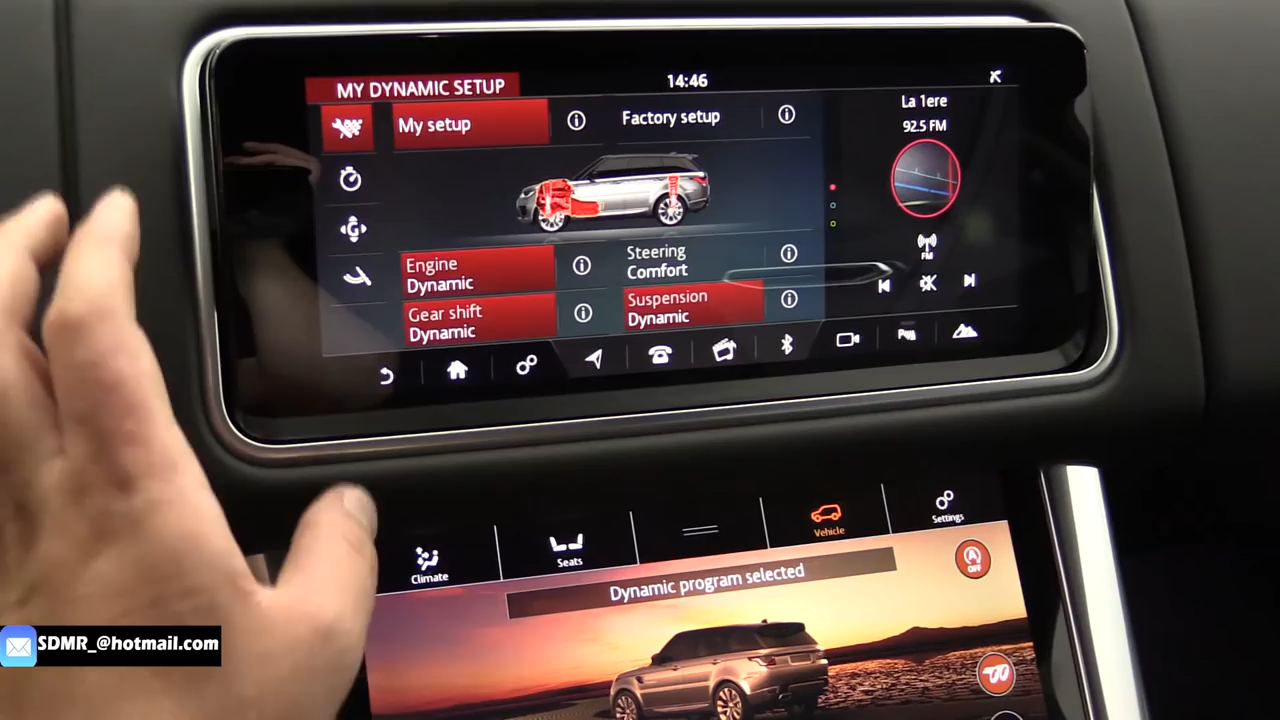 MY DYNAMIC SETUP
14:46
La 1ere
92.5 FM
My setup
Factory setup
G
FM
Engine
Dynamic
Steering
Comfort
Gear shift
Dynamic
Suspension
Dynamic
Climate
Seats
Vehicle
Settings
Dynamic program selected
A
OFF
SDMR_@hotmail.com